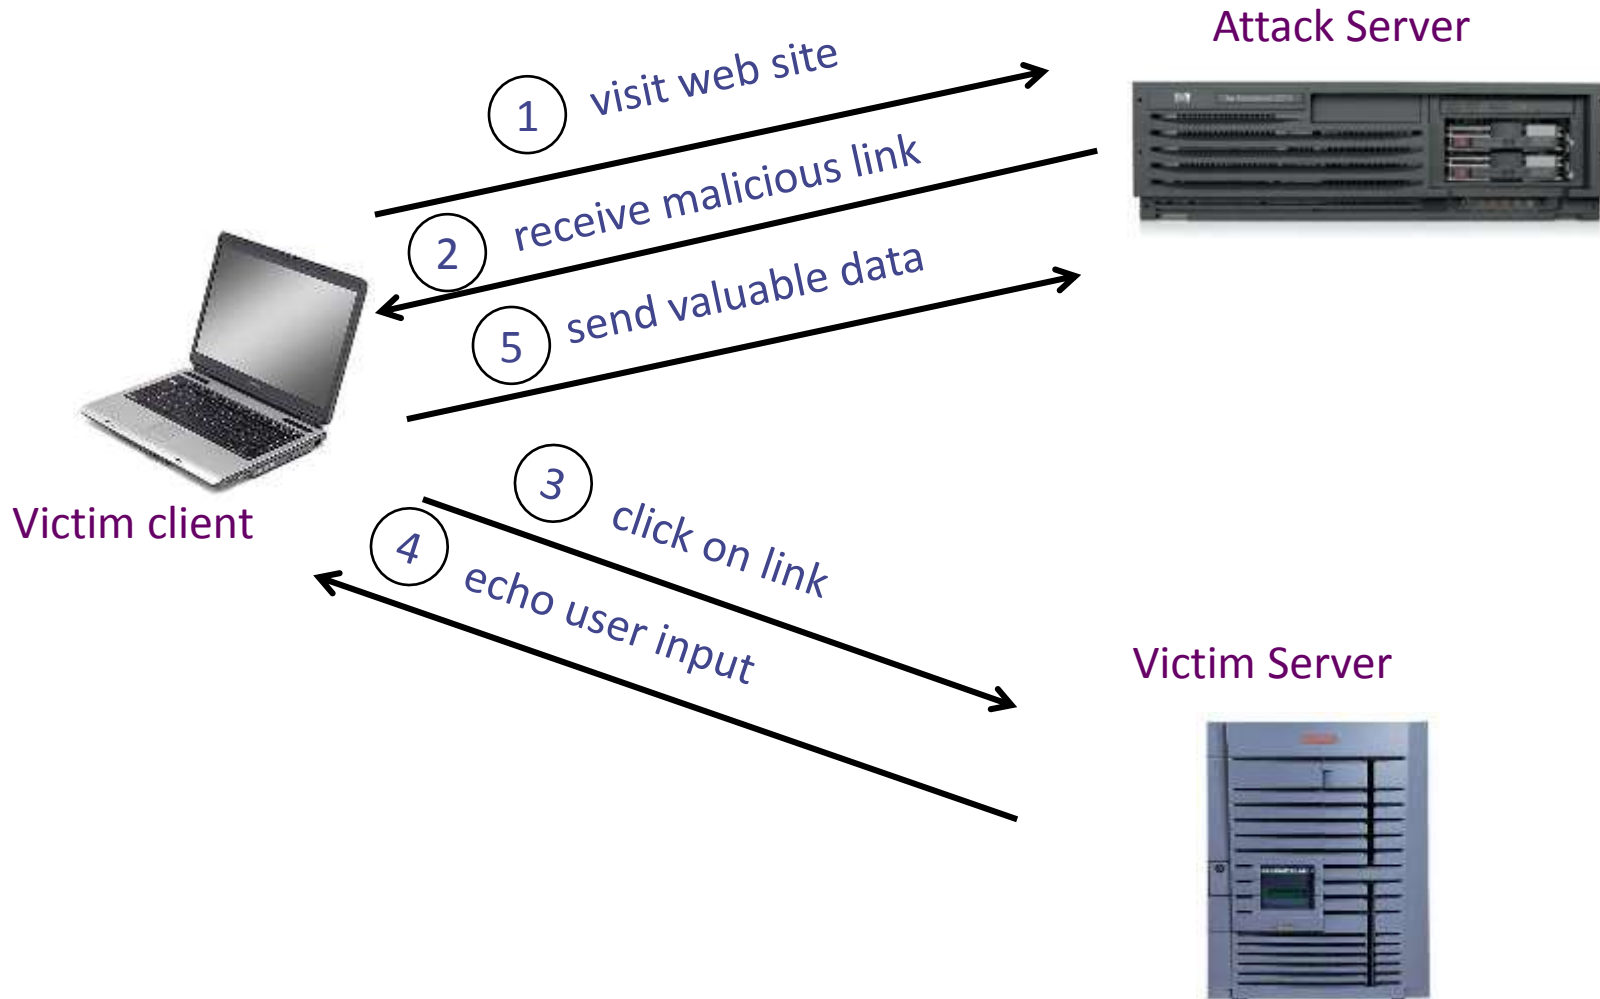 Attack Server
1 visit web site
2 receive malicious link
5 send valuable data
Victim client
3 click on link
4 echo user input
Victim Server